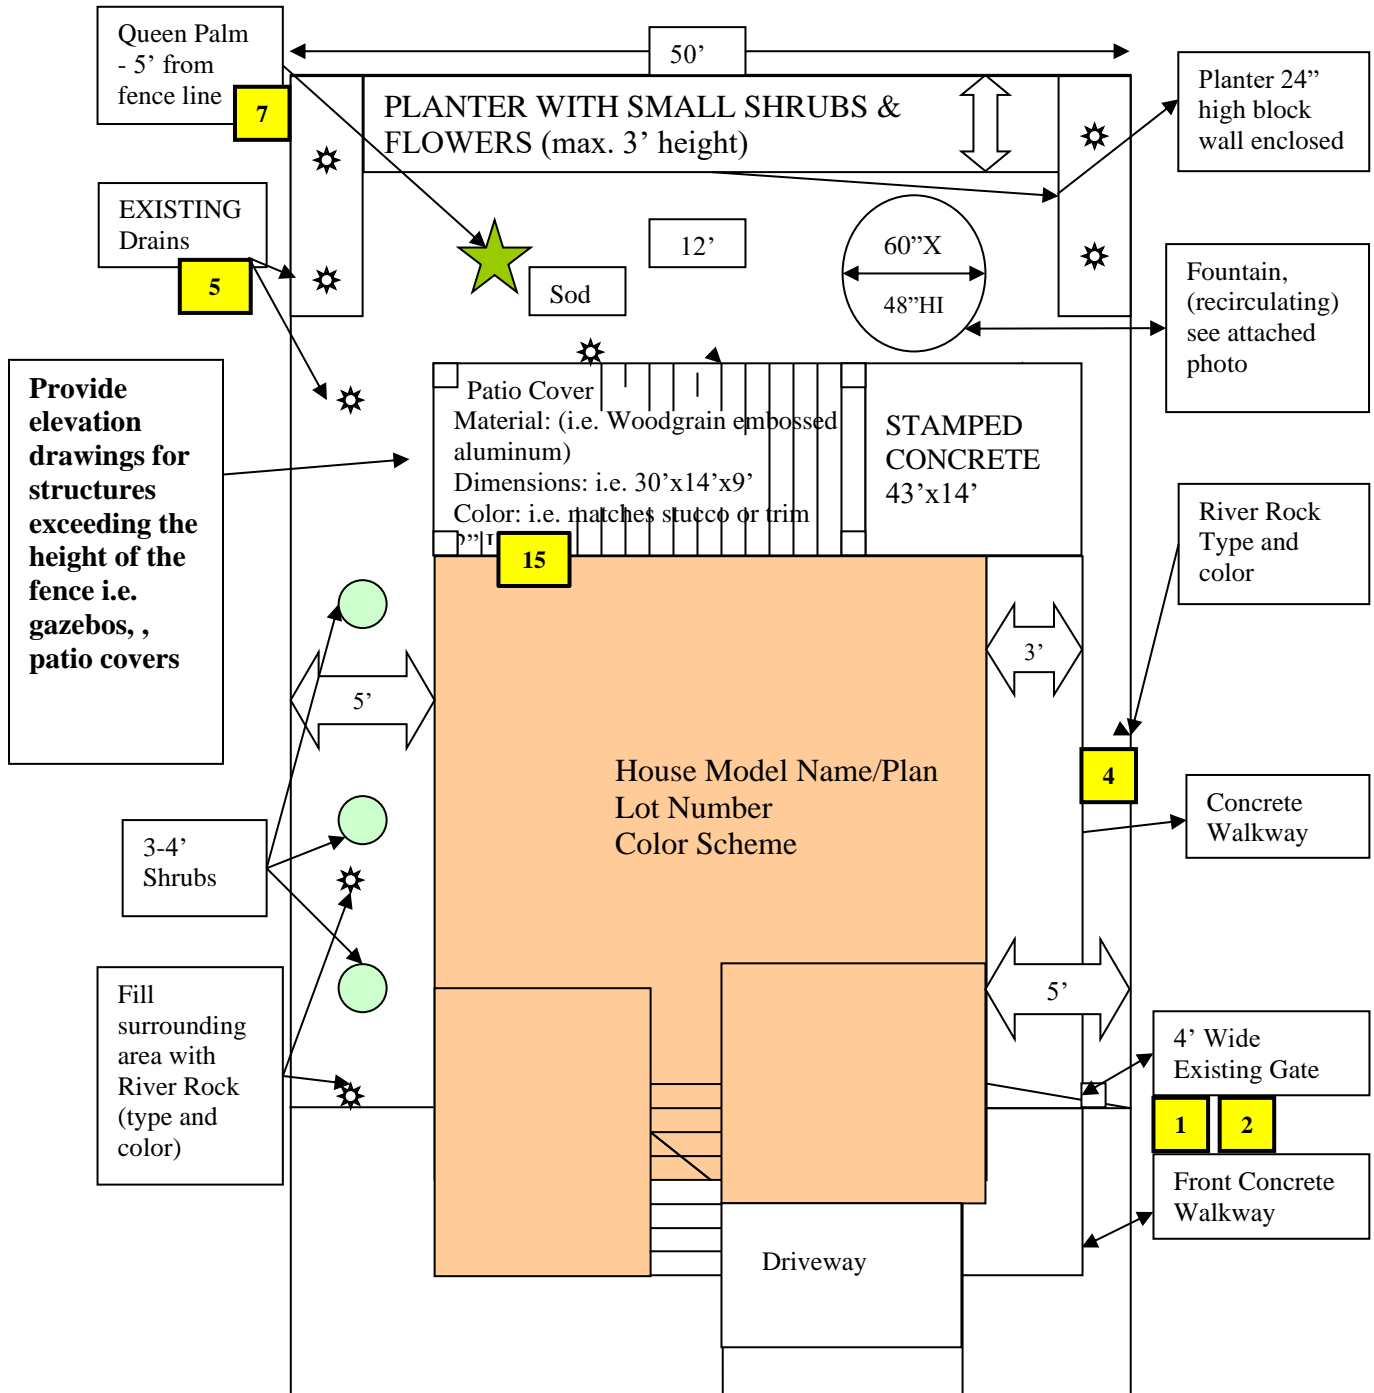 Queen Palm
- 5’ from
fence line
7
50’
PLANTER WITH SMALL SHRUBS &
FLOWERS (max. 3’ height)
Planter 24”
high block
wall enclosed
EXISTING
Drains
5
12’
Sod
60”X
48”HI
Fountain,
(recirculating)
see attached
photo
Provide
elevation
drawings for
structures
exceeding the
height of the
fence i.e.
gazebos, ,
patio covers
Patio Cover
Material: (i.e. Woodgrain embossed
aluminum)
Dimensions: i.e. 30’x14’x9’
Color: i.e. matches stucco or trim
15
STAMPED
CONCRETE
43’x14’
River Rock
Type and
color
3’
5’
4
House Model Name/Plan
Lot Number
Color Scheme
Concrete
Walkway
3-4’
Shrubs
5’
Fill
surrounding
area with
River Rock
(type and
color)
4’ Wide
Existing Gate
1
2
Front Concrete
Walkway
Driveway